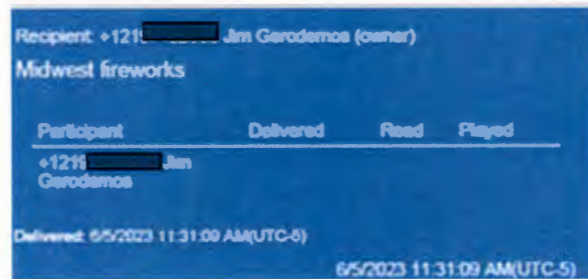 Recipient: +121 Jim Gerodemos (owner)
Midwest fireworks
Participant Delivered Read Played
+1219 Jim
Gerodemos
Delivered: 6/5/2023 11:31:09 AM(UTC-5)
6/5/2023 11:31:09 AM(UTC-5)